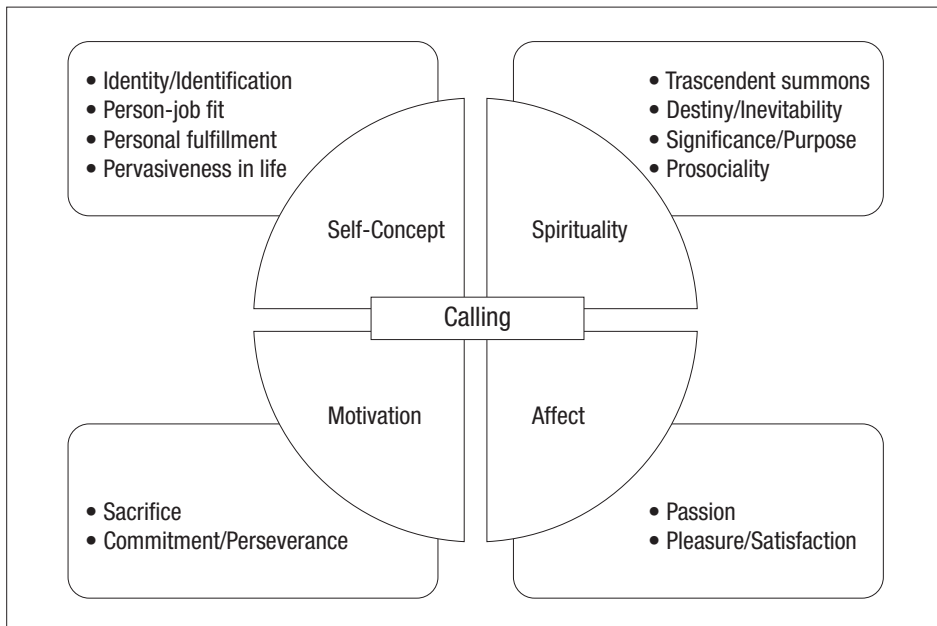 • Identity/Identification
• Person-job fit
• Personal fulfillment
• Pervasiveness in life
• Trascendent summons
• Destiny/Inevitability
• Significance/Purpose
• Prosociality
Self-Concept
Spirituality
Calling
Motivation
Affect
• Sacrifice
• Commitment/Perseverance
• Passion
• Pleasure/Satisfaction